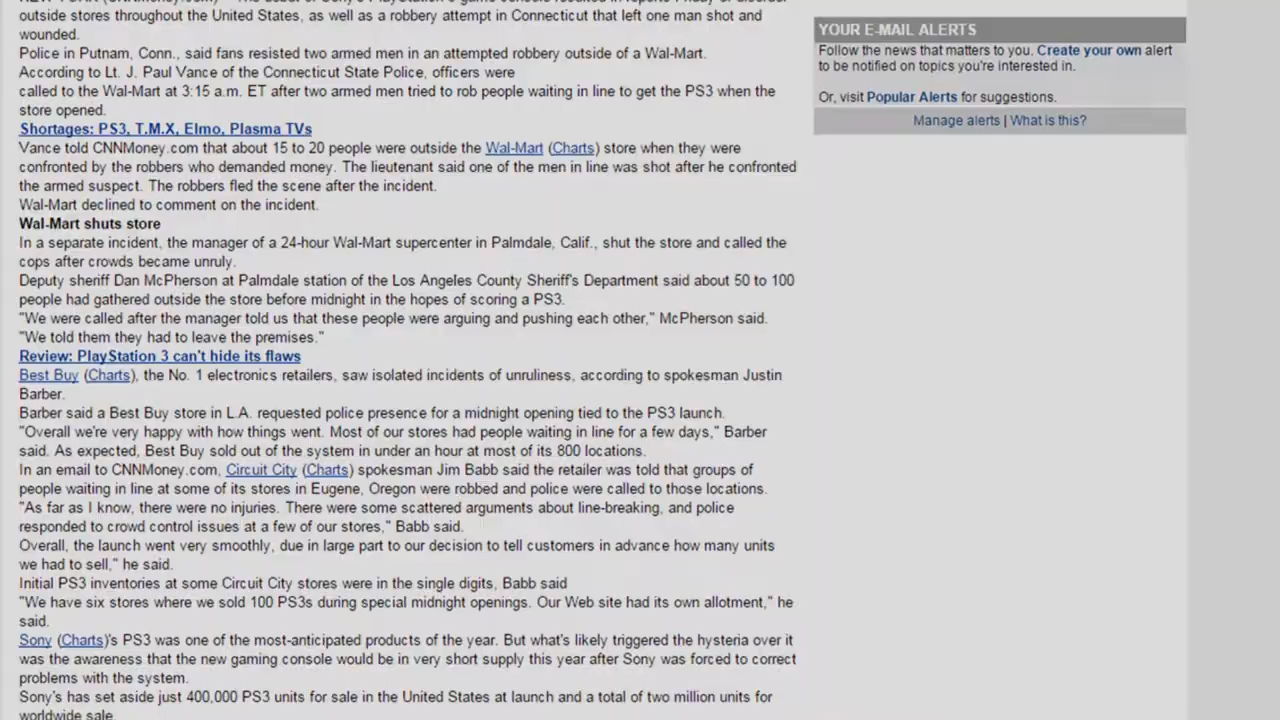 outside stores throughout the United States, as well as a robbery attempt in Connecticut that left one man shot and
wounded.
Police in Putnam, Conn., said fans resisted two armed men in an attempted robbery outside of a Wal-Mart.
According to Lt. J. Paul Vance of the Connecticut State Police, officers were
called to the Wal-Mart at 3:15 a.m. ET after two armed men tried to rob people waiting in line to get the PS3 when the
store opened.
Shortages: PS3, T.M.X, Elmo, Plasma TVs
Vance told CNNMoney.com that about 15 to 20 people were outside the Wal-Mart (Charts) store when they were
confronted by the robbers who demanded money. The lieutenant said one of the men in line was shot after he confronted
the armed suspect. The robbers fled the scene after the incident.
Wal-Mart declined to comment on the incident.
Wal-Mart shuts store
In a separate incident, the manager of a 24-hour Wal-Mart supercenter in Palmdale, Calif., shut the store and called the
cops after crowds became unruly.
Deputy sheriff Dan McPherson at Palmdale station of the Los Angeles County Sheriff's Department said about 50 to 100
people had gathered outside the store before midnight in the hopes of scoring a PS3.
"We were called after the manager told us that these people were arguing and pushing each other," McPherson said.
"We told them they had to leave the premises."
Review: PlayStation 3 can't hide its flaws
Best Buy (Charts), the No. 1 electronics retailers, saw isolated incidents of unruliness, according to spokesman Justin
Barber.
Barber said a Best Buy store in L.A. requested police presence for a midnight opening tied to the PS3 launch.
"Overall we're very happy with how things went. Most of our stores had people waiting in line for a few days," Barber
said. As expected, Best Buy sold out of the system in under an hour at most of its 800 locations.
In an email to CNNMoney.com, Circuit City (Charts) spokesman Jim Babb said the retailer was told that groups of
people waiting in line at some of its stores in Eugene, Oregon were robbed and police were called to those locations.
"As far as I know, there were no injuries. There were some scattered arguments about line-breaking, and police
responded to crowd control issues at a few of our stores," Babb said.
Overall, the launch went very smoothly, due in large part to our decision to tell customers in advance how many units
we had to sell," he said.
Initial PS3 inventories at some Circuit City stores were in the single digits, Babb said
"We have six stores where we sold 100 PS3s during special midnight openings. Our Web site had its own allotment," he
said.
Sony (Charts)'s PS3 was one of the most-anticipated products of the year. But what's likely triggered the hysteria over it
was the awareness that the new gaming console would be in very short supply this year after Sony was forced to correct
problems with the system.
Sony's has set aside just 400,000 PS3 units for sale in the United States at launch and a total of two million units for
worldwide sale.
YOUR E-MAIL ALERTS
Follow the news that matters to you. Create your own alert
to be notified on topics you're interested in.
Or, visit Popular Alerts for suggestions.
Manage alerts | What is this?